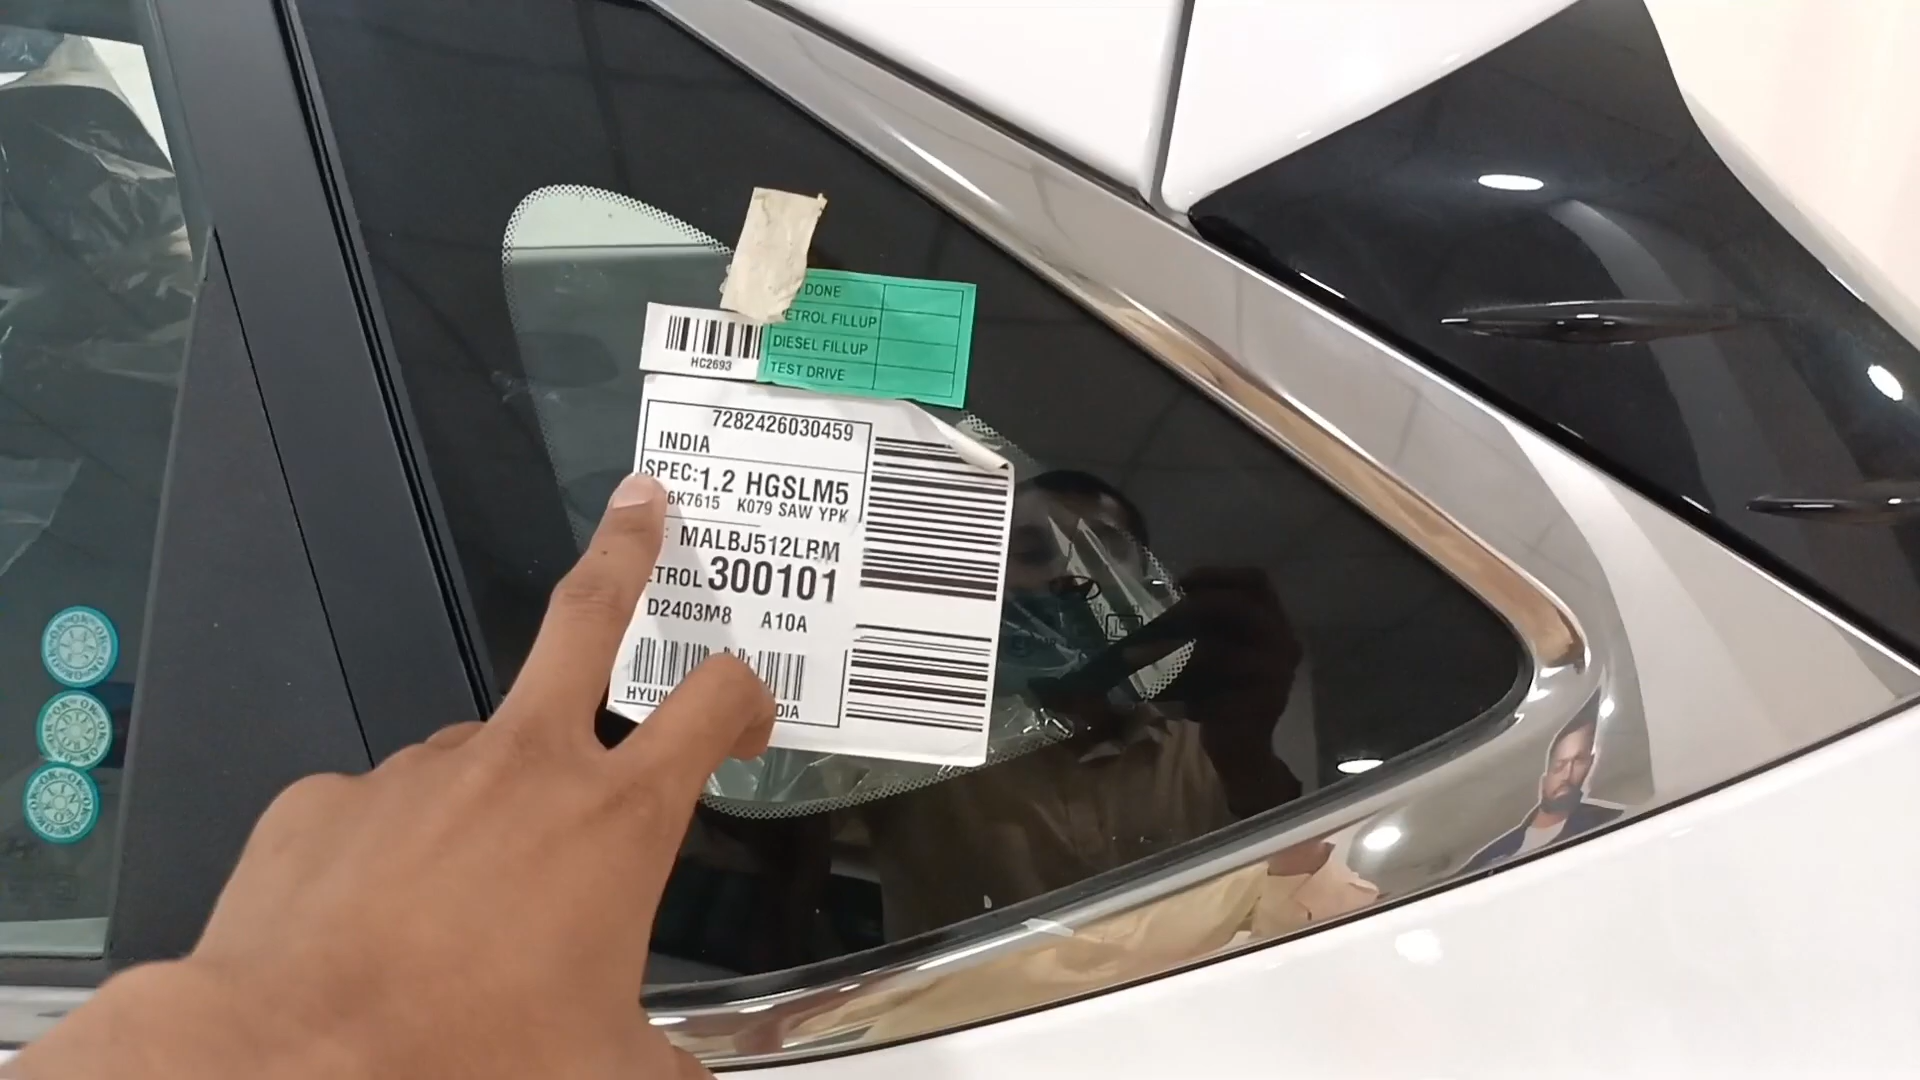 DONE
PETROL FILLUP
DIESEL FILLUP
TEST DRIVE
HC2693
7282426030459
INDIA
SPEC:1.2 HGSLM5
6K7615 K079 SAW YPK
: MALBJ512LRM
ETROL 300101
D2403M8 A10A
HYUN DIA